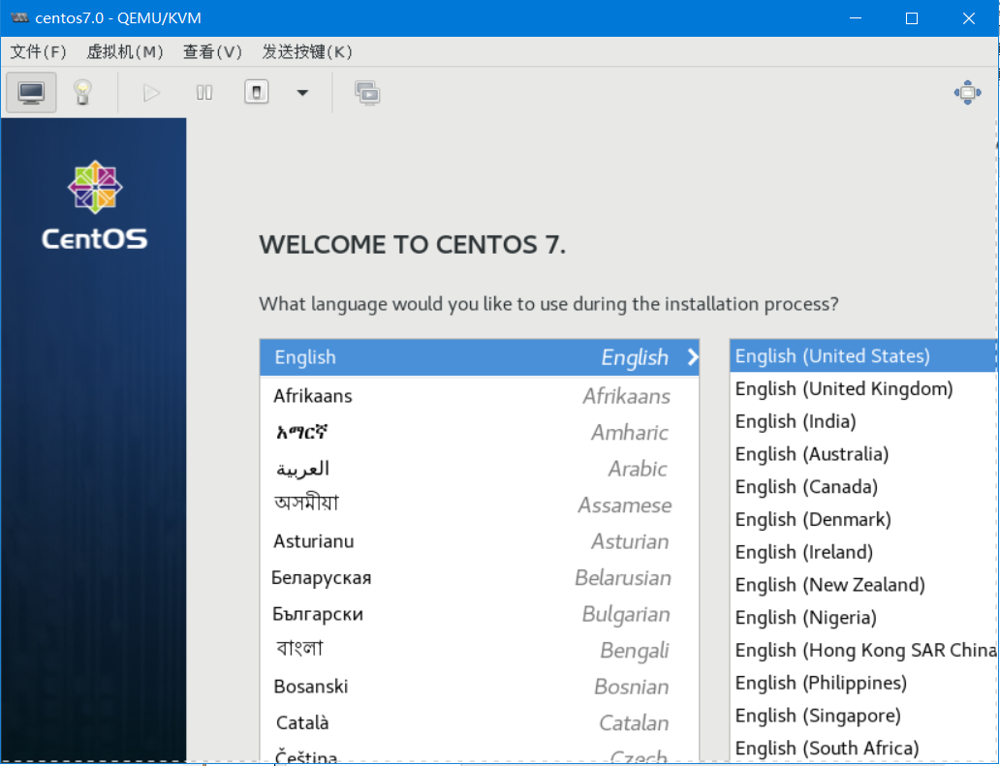 centos7.0 - QEMU/KVM
文件(F) 虚拟机(M) 查看(V) 发送按键(K)
CentOS
WELCOME TO CENTOS 7.
What language would you like to use during the installation process?
English English
Afrikaans Afrikaans
አማርኛ Amharic
العربية Arabic
অসমীয়া Assamese
Asturianu Asturian
Беларуская Belarusian
Български Bulgarian
বাংলা Bengali
Bosanski Bosnian
Català Catalan
Čeština Czech
English (United States)
English (United Kingdom)
English (India)
English (Australia)
English (Canada)
English (Denmark)
English (Ireland)
English (New Zealand)
English (Nigeria)
English (Hong Kong SAR China
English (Philippines)
English (Singapore)
English (South Africa)